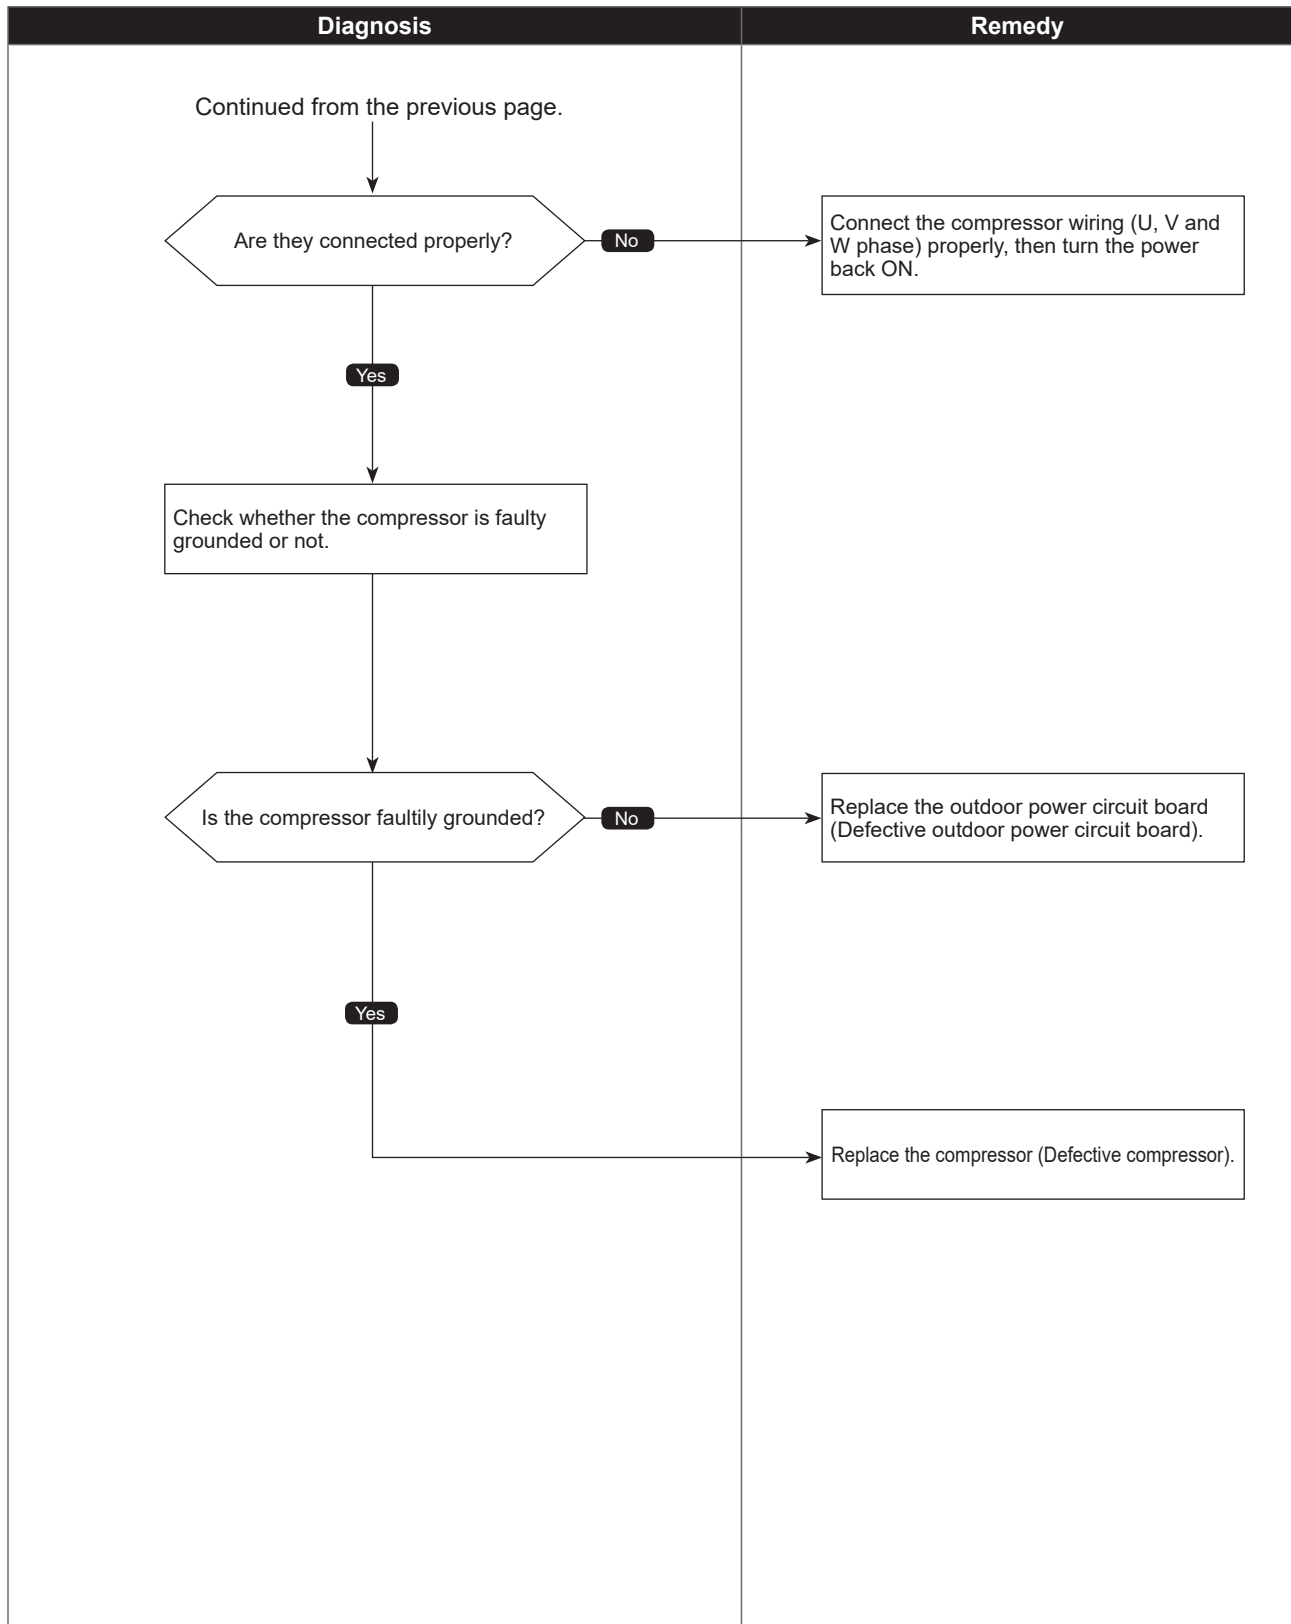 Diagnosis
Remedy
Continued from the previous page.
Are they connected properly?
No
Connect the compressor wiring (U, V and
W phase) properly, then turn the power
back ON.
Yes
Check whether the compressor is faulty
grounded or not.
Is the compressor faultily grounded?
No
Replace the outdoor power circuit board
(Defective outdoor power circuit board).
Yes
Replace the compressor (Defective compressor).